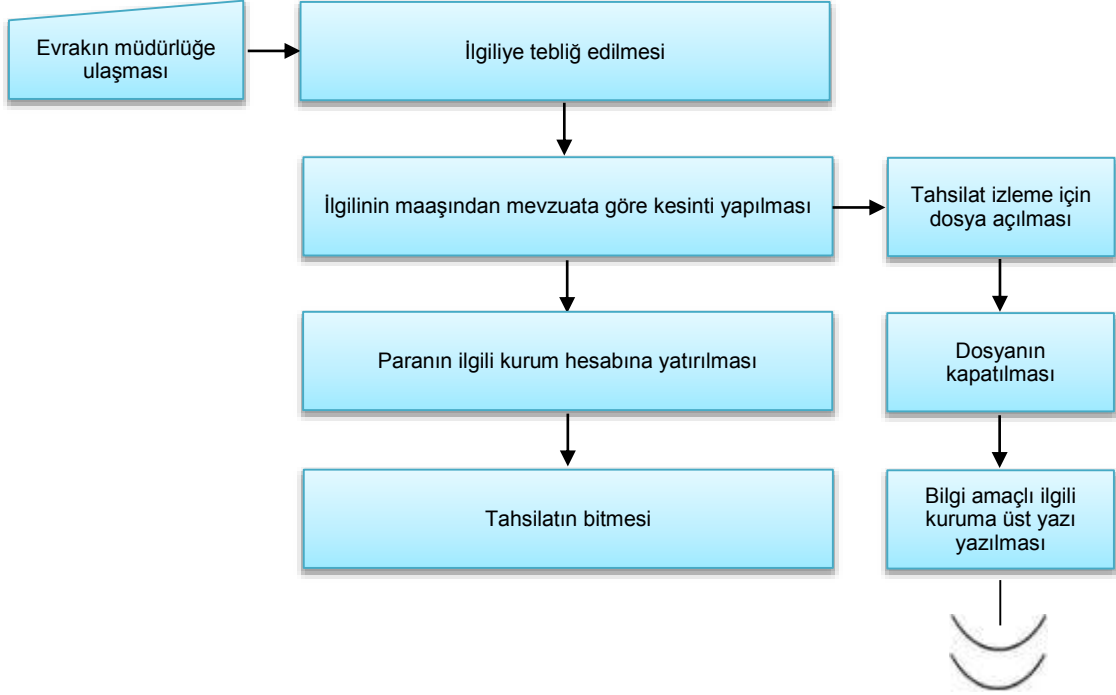 Evrakın müdürlüğe
ulaşması
İlgiliye tebliğ edilmesi
İlgilinin maaşından mevzuata göre kesinti yapılması
Tahsilat izleme için
dosya açılması
Paranın ilgili kurum hesabına yatırılması
Dosyanın
kapatılması
Tahsilatın bitmesi
Bilgi amaçlı ilgili
kuruma üst yazı
yazılması